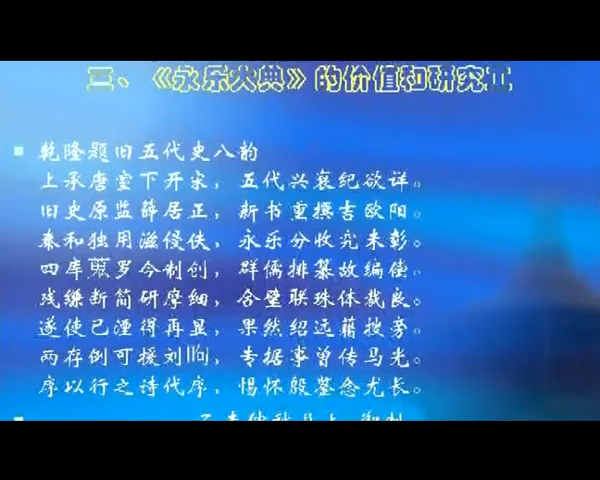 三、《永乐大典》的价值和研究
乾隆题旧五代史八韵
上承唐室下开宋，五代兴衰纪欲详。
旧史原监薛居正，新书重撰吉欧阳。
泰和独用滋侵佚，永乐分收究未彰。
四库蒐罗今制创，群儒排纂故编偿。
残缣断简研摩细，合璧联珠体裁良。
遂使已湮得再显，果然绍远藉搜旁。
两存例可援刘昫，专据事曾传马光。
序以行之诗代序，惕怀殷鉴念尤长。